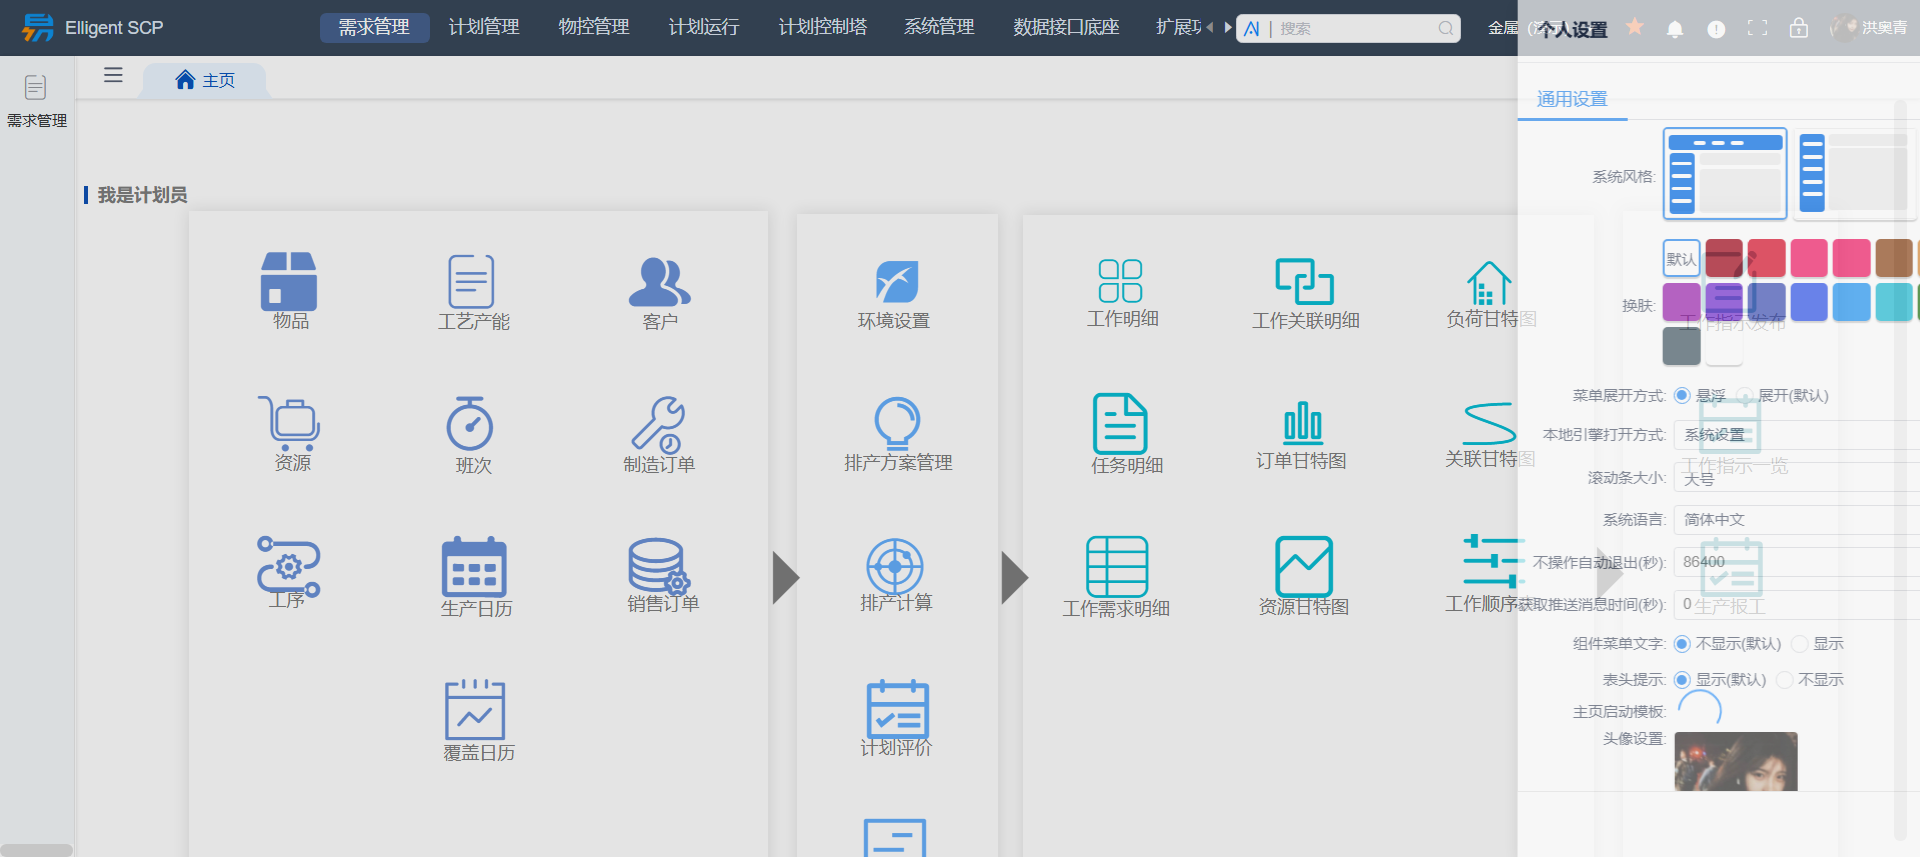 Elligent SCP
需求管理 计划管理 物控管理 计划运行 计划控制塔 系统管理 数据接口底座
AI | 搜索
金属 (演示)
个人设置
洪奥青
需求管理
主页
通用设置
我是计划员
物品 工艺产能 客户
资源 班次 制造订单
工序 生产日历 销售订单
覆盖日历
环境设置
排产方案管理
排产计算
计划评价
工作明细 工作关联明细 负荷甘特图
任务明细 订单甘特图 关联甘特图
工作需求明细 资源甘特图 工作顺序
工作指示发布
工作指示一览
生产报工
系统风格:
换肤: 默认
菜单展开方式: 悬浮 展开(默认)
本地引擎打开方式: 系统设置
滚动条大小: 大号
系统语言: 简体中文
不操作自动退出(秒): 86400
获取推送消息时间(秒): 0
组件菜单文字: 不显示(默认) 显示
表头提示: 显示(默认) 不显示
主页启动模板:
头像设置: